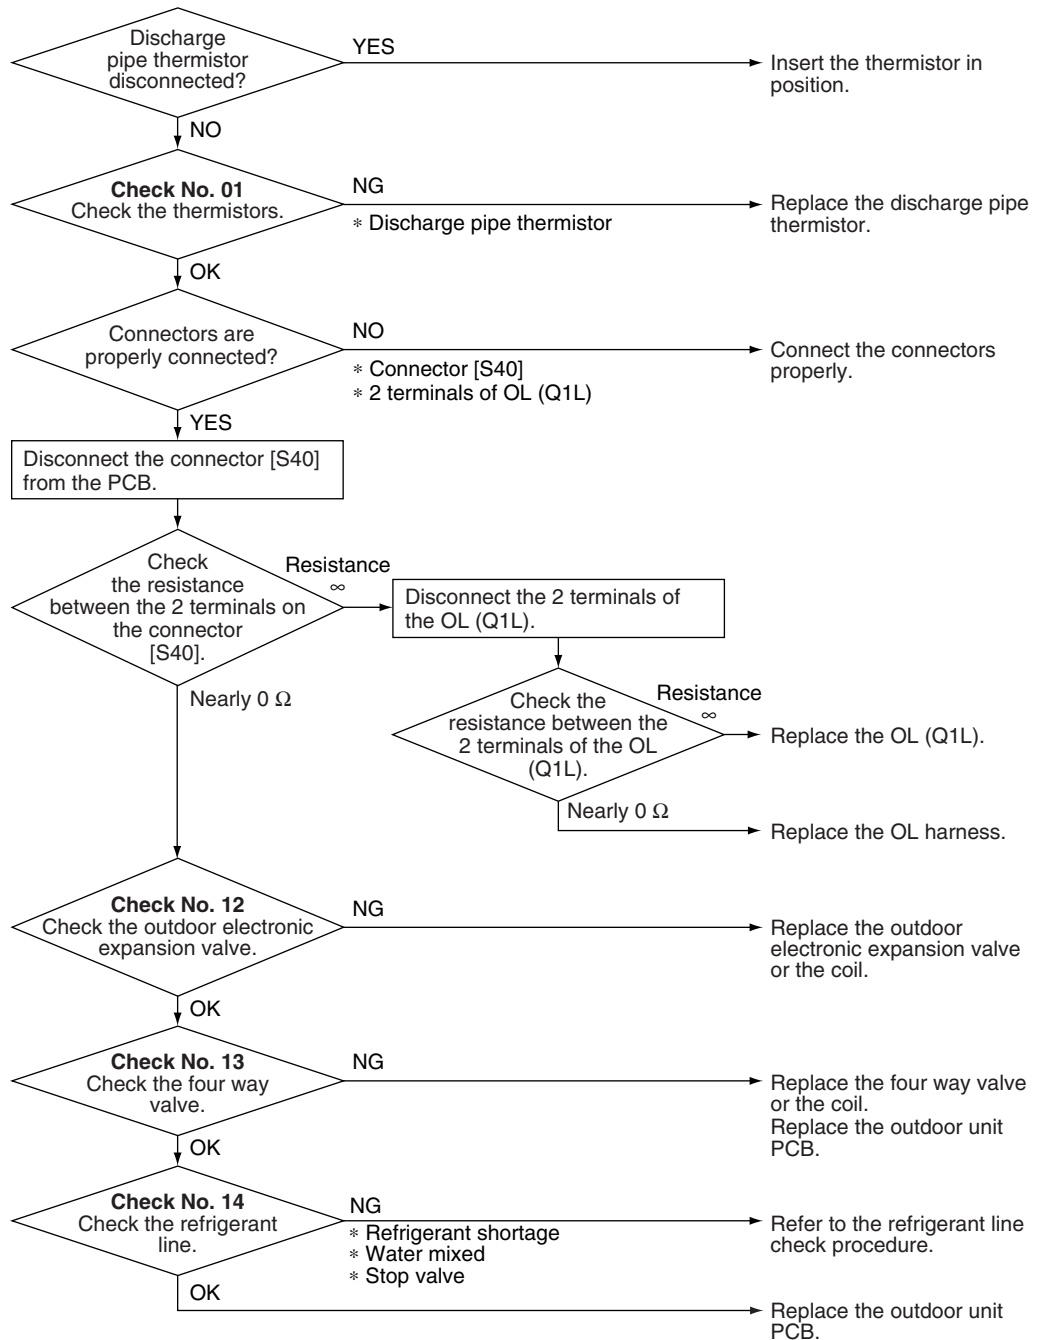 Discharge
pipe thermistor
disconnected?
YES
Insert the thermistor in
position.
NO
Check No. 01
Check the thermistors.
NG
∗ Discharge pipe thermistor
Replace the discharge pipe
thermistor.
OK
Connectors are
properly connected?
NO
∗ Connector [S40]
∗ 2 terminals of OL (Q1L)
Connect the connectors
properly.
YES
Disconnect the connector [S40]
from the PCB.
Check
the resistance
between the 2 terminals on
the connector
[S40].
Resistance
∞
Disconnect the 2 terminals of
the OL (Q1L).
Nearly 0 Ω
Check the
resistance between the
2 terminals of the OL
(Q1L).
Resistance
∞
Replace the OL (Q1L).
Nearly 0 Ω
Replace the OL harness.
Check No. 12
Check the outdoor electronic
expansion valve.
NG
Replace the outdoor
electronic expansion valve
or the coil.
OK
Check No. 13
Check the four way
valve.
NG
Replace the four way valve
or the coil.
Replace the outdoor unit
PCB.
OK
Check No. 14
Check the refrigerant
line.
NG
∗ Refrigerant shortage
∗ Water mixed
∗ Stop valve
Refer to the refrigerant line
check procedure.
OK
Replace the outdoor unit
PCB.